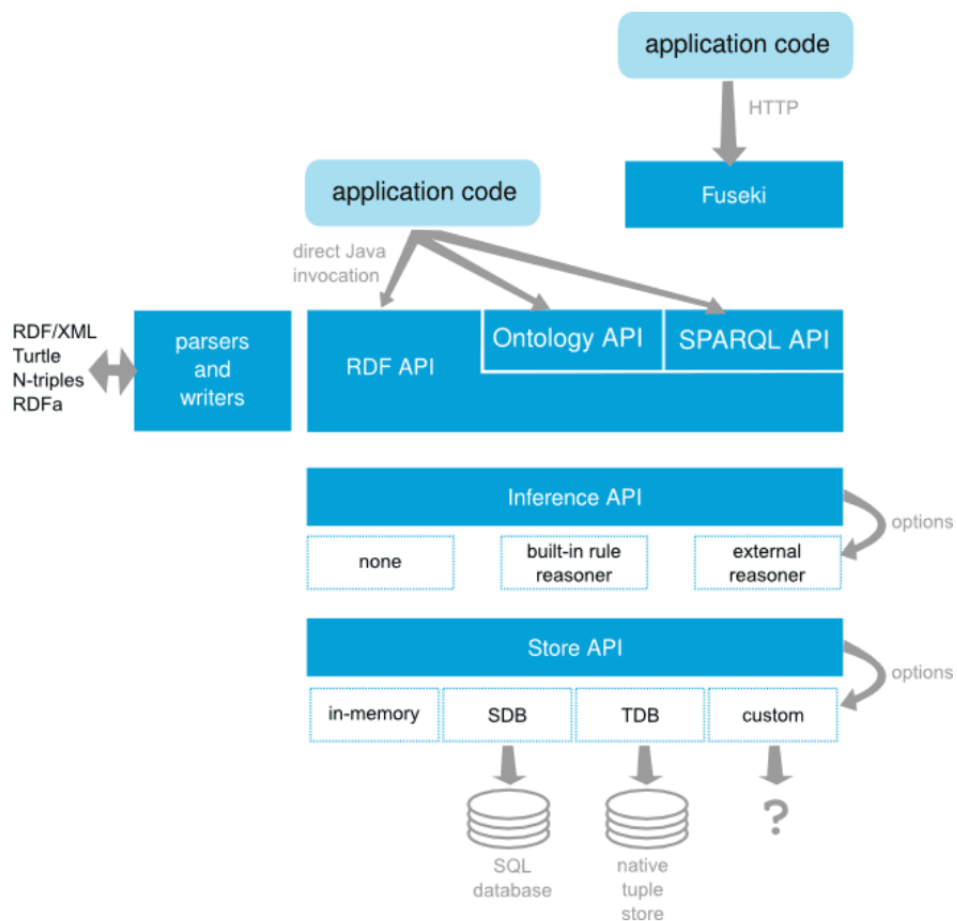 application code
HTTP
Fuseki
application code
direct Java
invocation
RDF/XML
Turtle
N-triples
RDFa
parsers
and
writers
RDF API
Ontology API
SPARQL API
Inference API
options
none
built-in rule
reasoner
external
reasoner
Store API
options
in-memory
SDB
TDB
custom
?
SQL
database
native
tuple
store